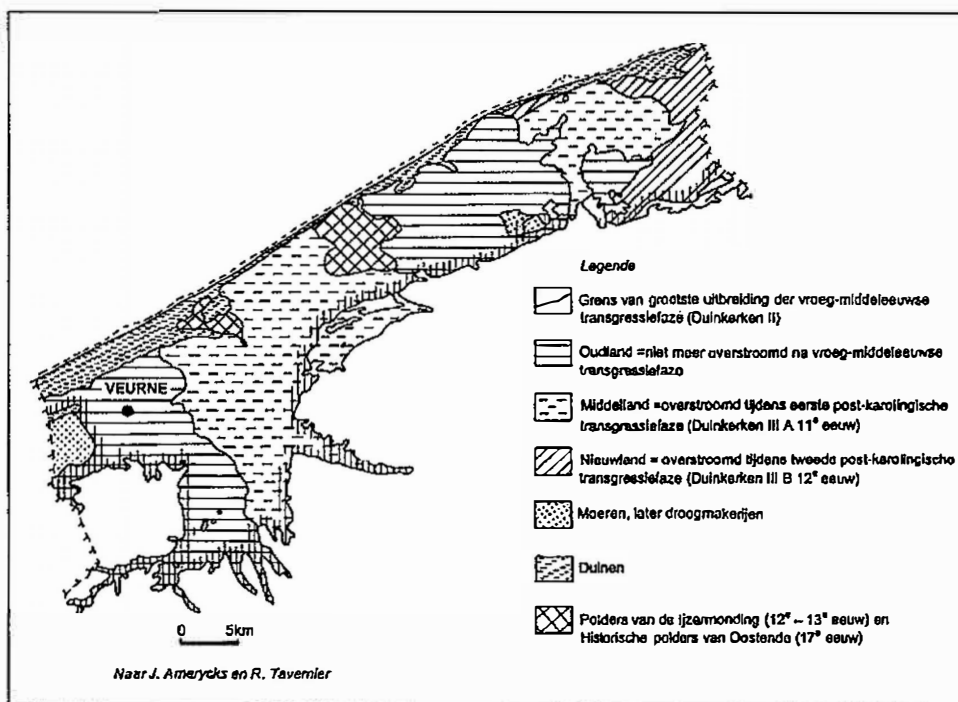 VEURNE
0 5km
Naar J. Amerycks en R. Tavernier
Legende
Grens van grootste uitbreiding der vroeg-middeleeuwse
transgressiefaze (Duinkerken II)
Oudland =niet meer overstroomd na vroeg-middeleeuwse
transgressiefazo
Middelland =overstroomd tijdens eerste post-karolingische
transgressiefaze (Duinkerken III A 11e eeuw)
Nieuwland = overstroomd tijdens tweede post-karolingische
transgressiefaze (Duinkerken III B 12e eeuw)
Moeren, later droogmakerijen
Duinen
Polders van de ijzermonding (12e – 13e eeuw) en
Historische polders van Oostende (17e eeuw)